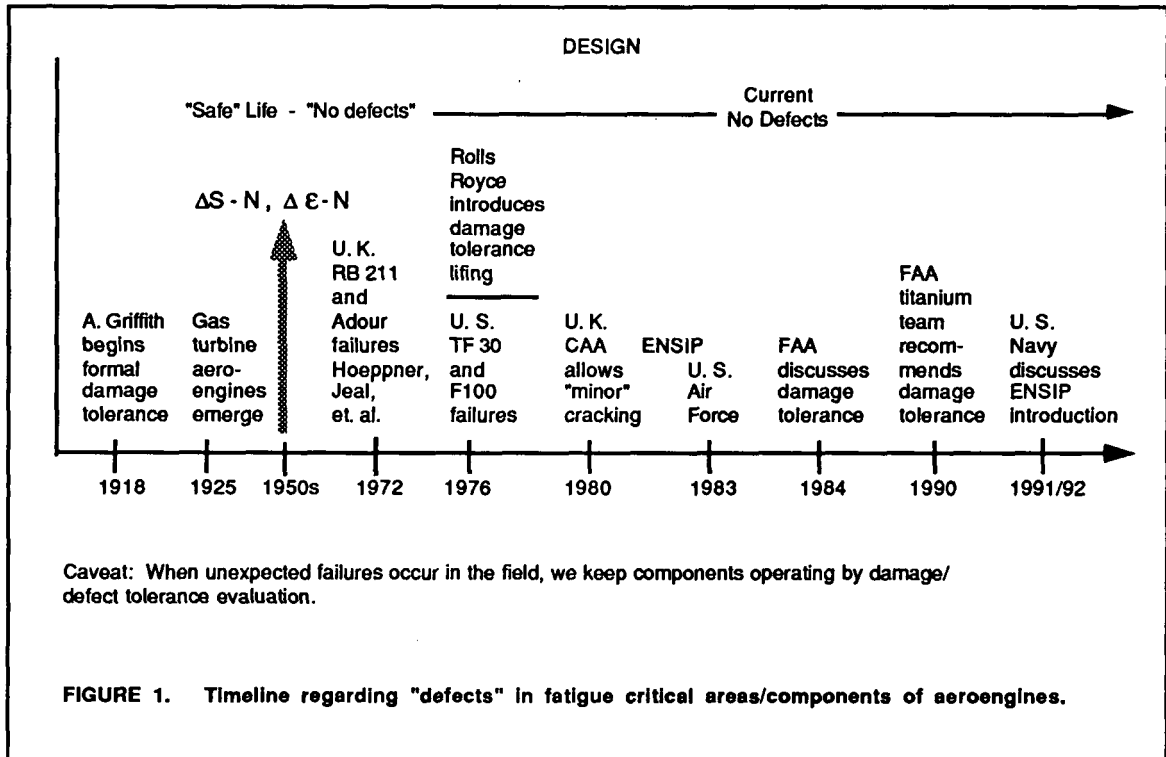 DESIGN
"Safe" Life - "No defects"
Current
No Defects
ΔS - N, Δ ε-N
A. Griffith
begins
formal
damage
tolerance
Gas
turbine
aero-
engines
emerge
U. K.
RB 211
and
Adour
failures
Hoeppner,
Jeal,
et. al.
Rolls
Royce
introduces
damage
tolerance
lifing
U. S.
TF 30
and
F100
failures
U. K.
CAA
allows
"minor"
cracking
ENSIP
U. S.
Air
Force
FAA
discusses
damage
tolerance
FAA
titanium
team
recom-
mends
damage
tolerance
U. S.
Navy
discusses
ENSIP
introduction
1918 1925 1950s 1972 1976 1980 1983 1984 1990 1991/92
Caveat: When unexpected failures occur in the field, we keep components operating by damage/
defect tolerance evaluation.
FIGURE 1. Timeline regarding "defects" in fatigue critical areas/components of aeroengines.